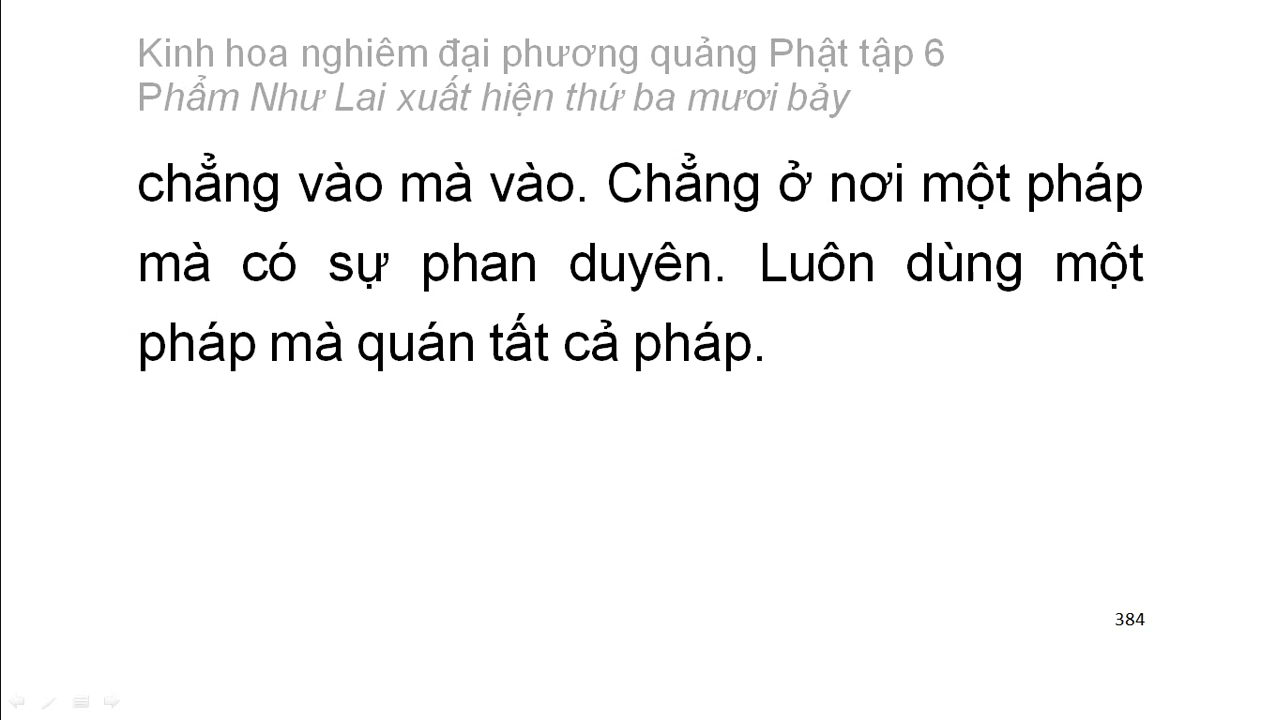 Kinh hoa nghiêm đại phương quảng Phật tập 6
Phẩm Như Lai xuất hiện thứ ba mươi bảy
chẳng vào mà vào. Chẳng ở nơi một pháp
mà có sự phan duyên. Luôn dùng một
pháp mà quán tất cả pháp.
384